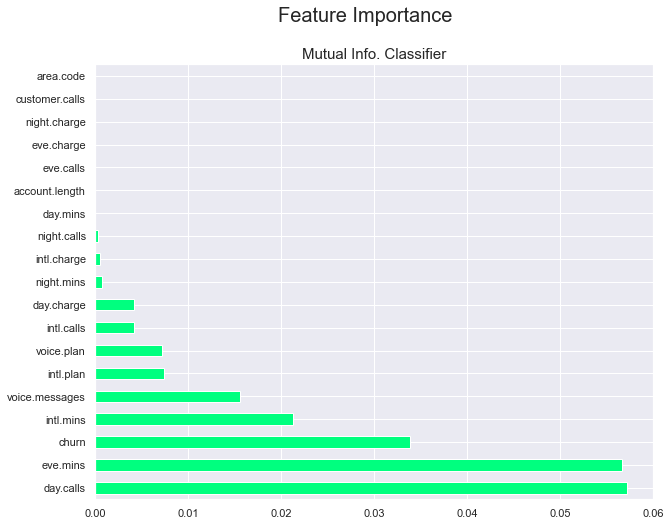 Feature Importance
Mutual Info. Classifier
area.code
customer.calls
night.charge
eve.charge
eve.calls
account.length
day.mins
night.calls
intl.charge
night.mins
day.charge
intl.calls
voice.plan
intl.plan
voice.messages
intl.mins
churn
eve.mins
day.calls
0.00 0.01 0.02 0.03 0.04 0.05 0.06